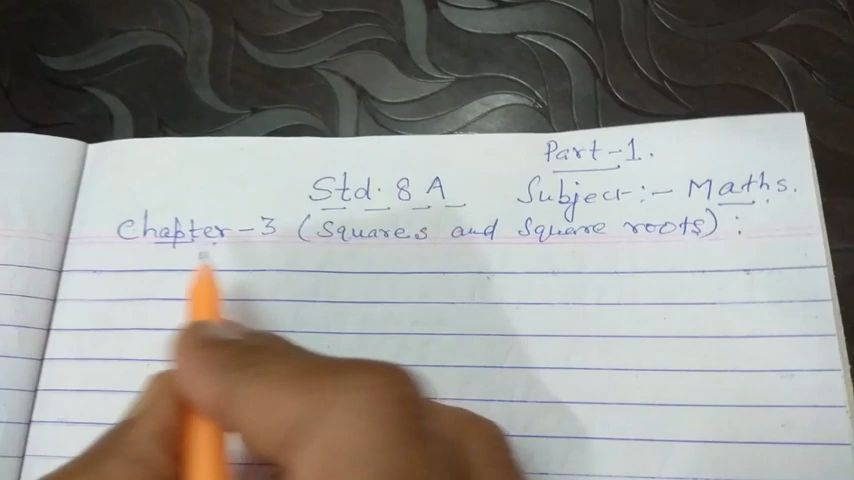 Part-1.
Std. 8 A Subject:- Maths.
Chapter-3 (Squares and Square roots):